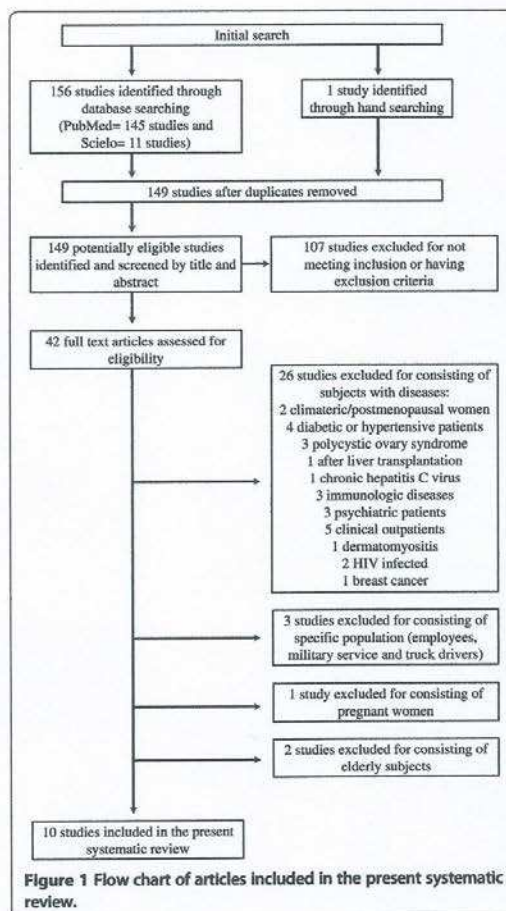 Initial search
156 studies identified through
database searching
(PubMed= 145 studies and
Scielo= 11 studies)
1 study identified
through hand searching
149 studies after duplicates removed
149 potentially eligible studies
identified and screened by title and
abstract
107 studies excluded for not
meeting inclusion or having
exclusion criteria
42 full text articles assessed for
eligibility
26 studies excluded for consisting of
subjects with diseases:
2 climateric/postmenopausal women
4 diabetic or hypertensive patients
3 polycystic ovary syndrome
1 after liver transplantation
1 chronic hepatitis C virus
3 immunologic diseases
3 psychiatric patients
5 clinical outpatients
1 dermatomyositis
2 HIV infected
1 breast cancer
3 studies excluded for consisting of
specific population (employees,
military service and truck drivers)
1 study excluded for consisting of
pregnant women
2 studies excluded for consisting of
elderly subjects
10 studies included in the present
systematic review
Figure 1 Flow chart of articles included in the present systematic
review.